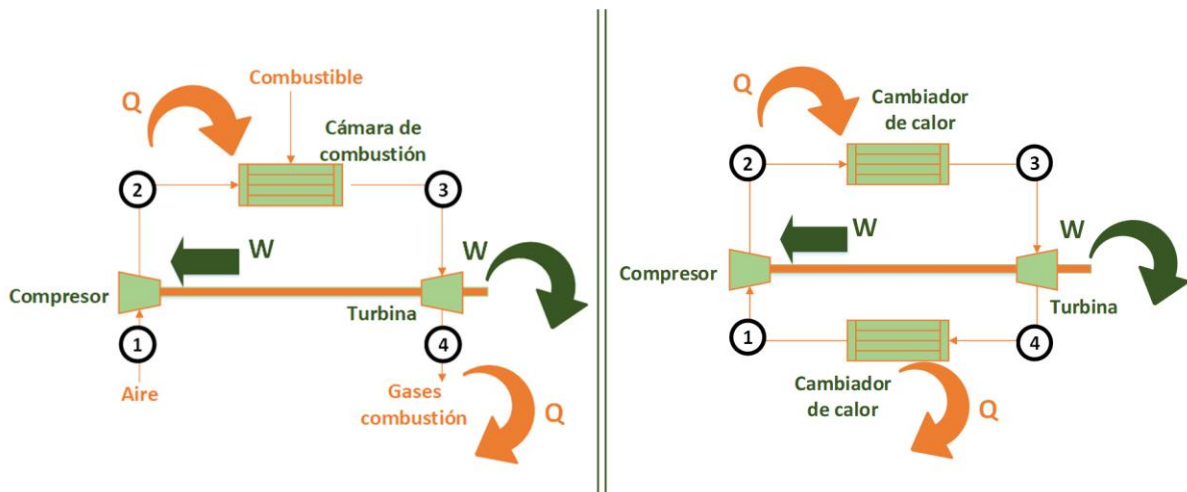 Combustible
Q
Cámara de
combustión
2
3
W
W
Compresor
Turbina
1
4
Aire
Gases
combustión
Q
Q
Cambiador
de calor
2
3
W
W
Compresor
Turbina
1
4
Cambiador
de calor
Q